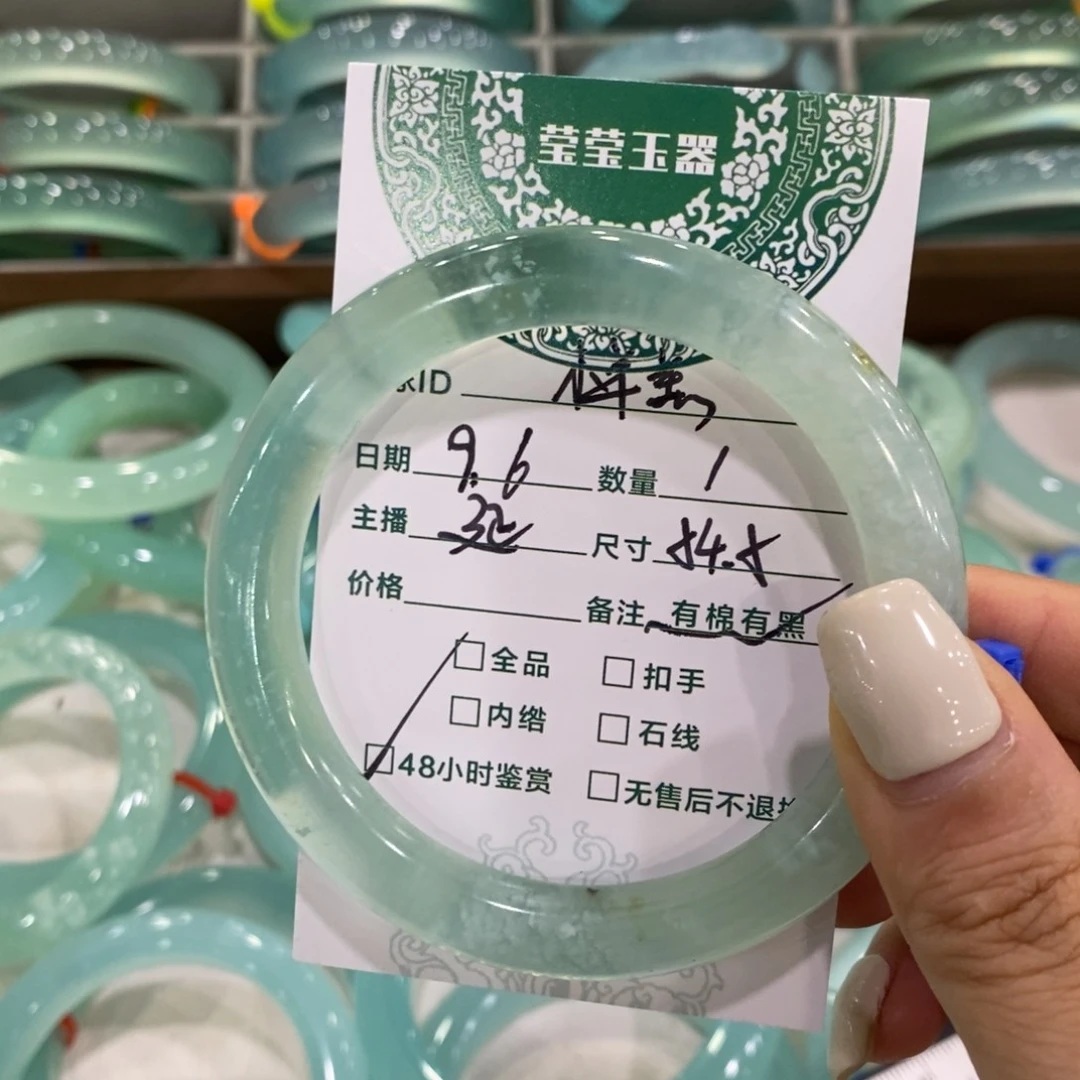 莹莹玉器
ID
日期 9.6 数量 1
主播 尺寸 54.5
价格 备注 有棉有黑
全品 扣手
内绺 石线
48小时鉴赏 无售后不退